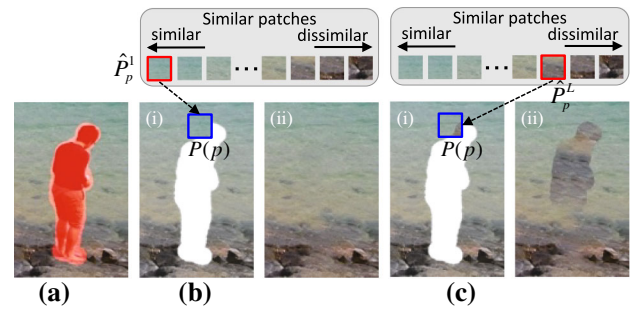 Similar patches
similar dissimilar
P̂p1
(i) (ii)
P(p)
(a) (b)
Similar patches
similar dissimilar
P̂pL
(i) (ii)
P(p)
(c)